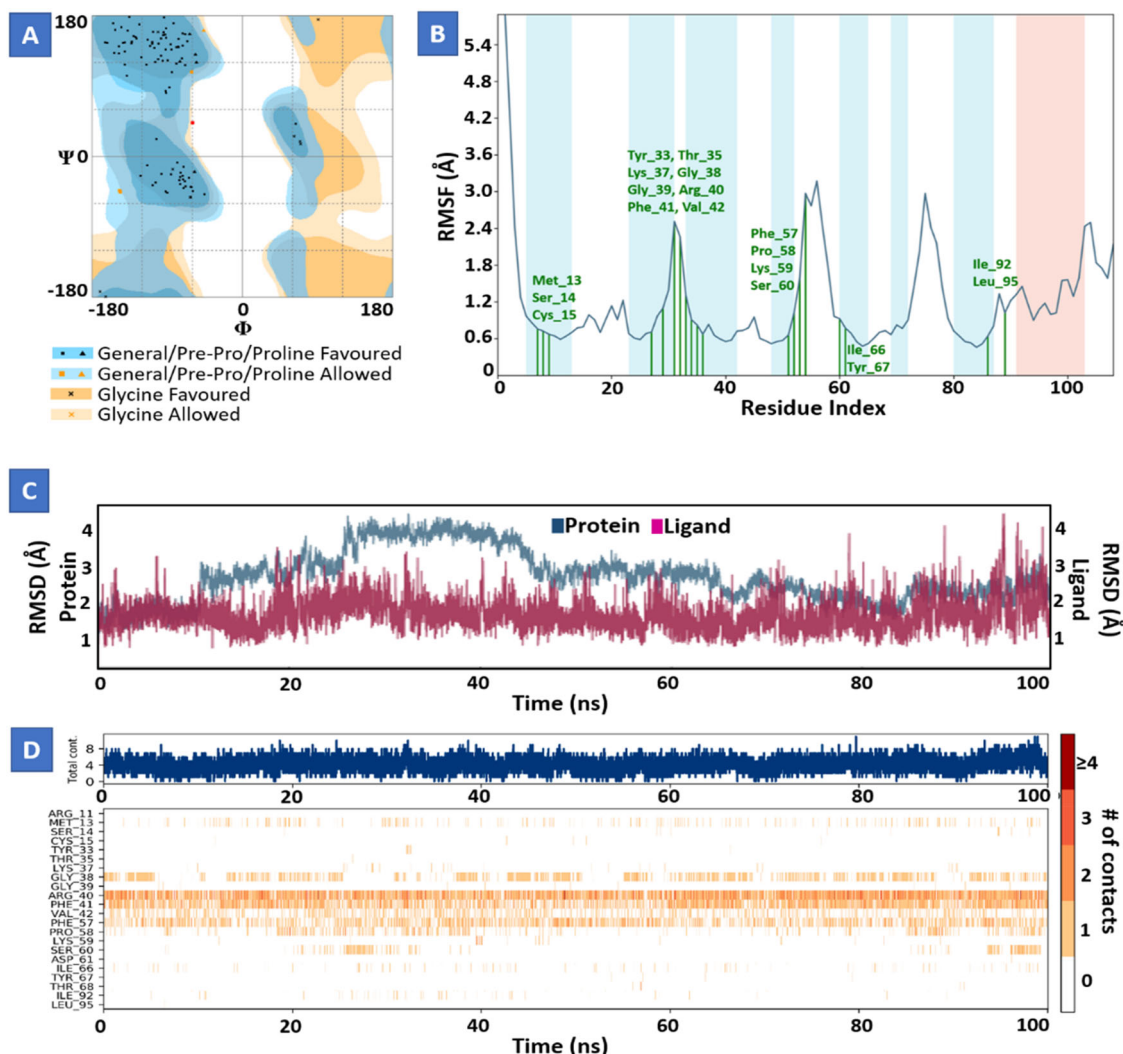 A
180
Ψ 0
-180
-180 0 180
Φ
General/Pre-Pro/Proline Favoured
General/Pre-Pro/Proline Allowed
Glycine Favoured
Glycine Allowed
B
RMSF (Å)
5.4
4.8
4.2
3.6
3.0
2.4
1.8
1.2
0.6
0
Met_13
Ser_14
Cys_15
Tyr_33, Thr_35
Lys_37, Gly_38
Gly_39, Arg_40
Phe_41, Val_42
Phe_57
Pro_58
Lys_59
Ser_60
Ile_66
Tyr_67
Ile_92
Leu_95
0 20 40 60 80 100
Residue Index
C
RMSD (Å)
Protein
4
3
2
1
Protein Ligand
4
3
2
1
RMSD (Å)
Ligand
0 20 40 60 80 100
Time (ns)
D
Total cont.
8
4
0
0 20 40 60 80 100
ARG_11
MET_13
SER_14
CYS_15
TYR_33
THR_35
LYS_37
GLY_38
GLY_39
ARG_40
PHE_41
VAL_42
PHE_57
PRO_58
LYS_59
SER_60
ASP_61
ILE_66
TYR_67
THR_68
ILE_92
LEU_95
0 20 40 60 80 100
Time (ns)
≥4
3
2
1
0
# of contacts